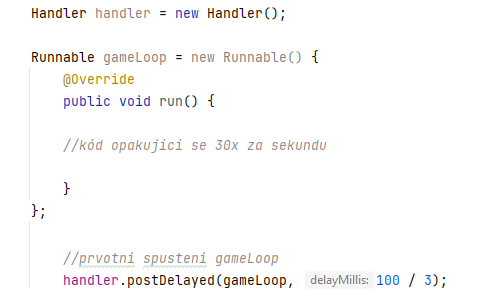 Handler handler = new Handler();
Runnable gameLoop = new Runnable() {
@Override
public void run() {
//kód opakující se 30x za sekundu
}
};
//prvotni spusteni gameLoop
handler.postDelayed(gameLoop, delayMillis: 100 / 3);